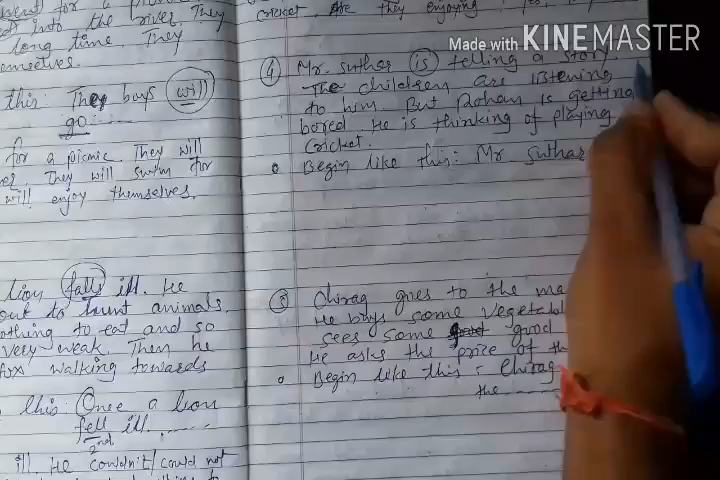 into the river. They
long time. They
this: The boys will
go
for a picnic. They will
They will swim for
will enjoy themselves.
lion falls ill. He
out to hunt animals.
nothing to eat and so
very weak. Then he
fox walking towards
this: Once a lion
fell ill
2nd
ill. He couldn't/could not
cricket. Are they enjoying
Made with KINEMASTER
④ Mr. Suthar is telling a story.
The children are listening
to him. But Rohan is getting
bored. He is thinking of playing
Cricket.
Begin like this: Mr Suthar
⑤ Chirag goes to the
He buys some
sees some good
He asks the price of
Begin like this - Chirag
the